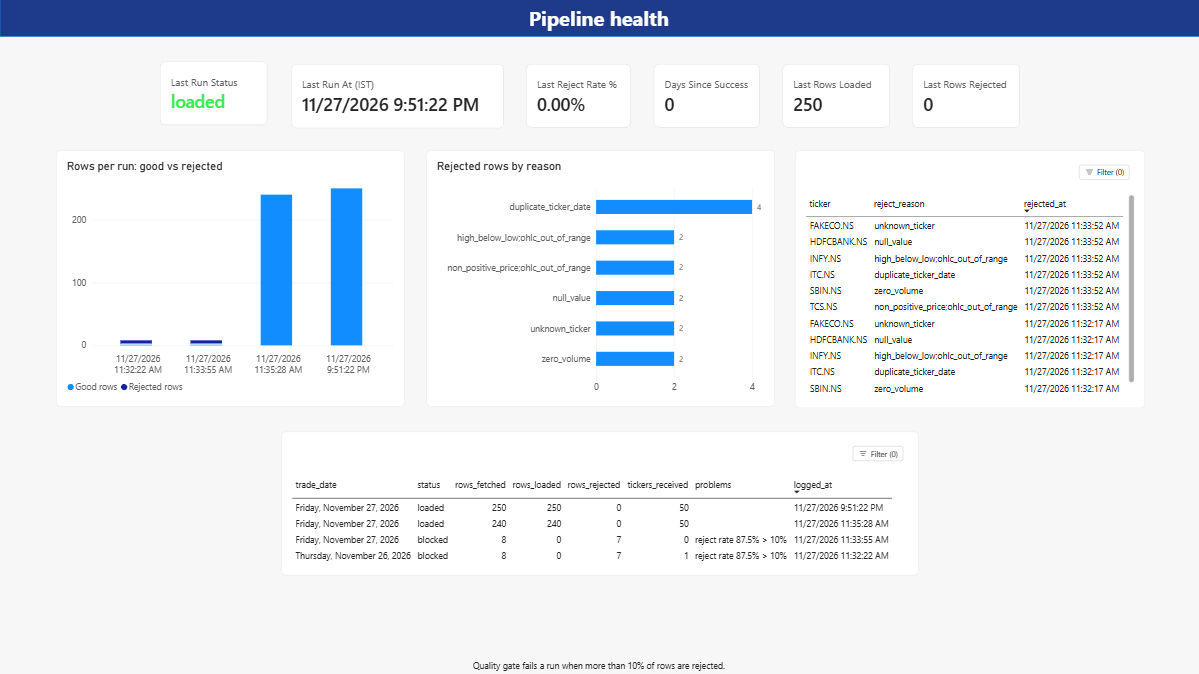 Pipeline health
Last Run Status
loaded
Last Run At (IST)
11/27/2026 9:51:22 PM
Last Reject Rate %
0.00%
Days Since Success
0
Last Rows Loaded
250
Last Rows Rejected
0
Rows per run: good vs rejected
200
100
0
11/27/2026 11:32:22 AM
11/27/2026 11:33:55 AM
11/27/2026 11:35:28 AM
11/27/2026 9:51:22 PM
Good rows Rejected rows
Rejected rows by reason
duplicate_ticker_date 4
high_below_low;ohlc_out_of_range 2
non_positive_price;ohlc_out_of_range 2
null_value 2
unknown_ticker 2
zero_volume 2
0 2 4
Filter (0)
ticker reject_reason rejected_at
FAKECO.NS unknown_ticker 11/27/2026 11:33:52 AM
HDFCBANK.NS null_value 11/27/2026 11:33:52 AM
INFY.NS high_below_low;ohlc_out_of_range 11/27/2026 11:33:52 AM
ITC.NS duplicate_ticker_date 11/27/2026 11:33:52 AM
SBIN.NS zero_volume 11/27/2026 11:33:52 AM
TCS.NS non_positive_price;ohlc_out_of_range 11/27/2026 11:33:52 AM
FAKECO.NS unknown_ticker 11/27/2026 11:32:17 AM
HDFCBANK.NS null_value 11/27/2026 11:32:17 AM
INFY.NS high_below_low;ohlc_out_of_range 11/27/2026 11:32:17 AM
ITC.NS duplicate_ticker_date 11/27/2026 11:32:17 AM
SBIN.NS zero_volume 11/27/2026 11:32:17 AM
Filter (0)
trade_date status rows_fetched rows_loaded rows_rejected tickers_received problems logged_at
Friday, November 27, 2026 loaded 250 250 0 50 11/27/2026 9:51:22 PM
Friday, November 27, 2026 loaded 240 240 0 50 11/27/2026 11:35:28 AM
Friday, November 27, 2026 blocked 8 0 7 0 reject rate 87.5% > 10% 11/27/2026 11:33:55 AM
Thursday, November 26, 2026 blocked 8 0 7 1 reject rate 87.5% > 10% 11/27/2026 11:32:22 AM
Quality gate fails a run when more than 10% of rows are rejected.